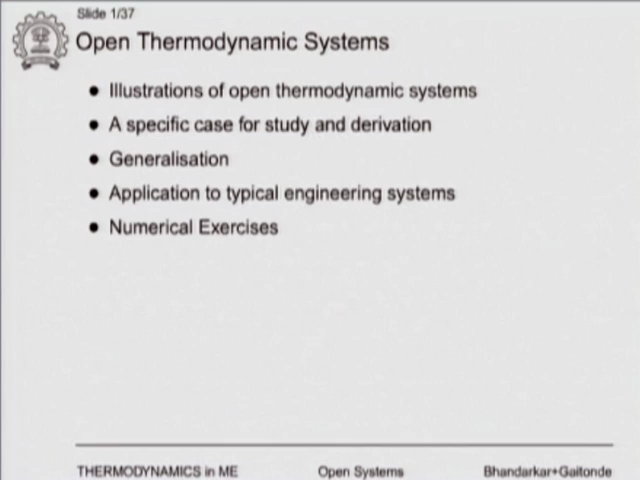 Slide 1/37
Open Thermodynamic Systems
● Illustrations of open thermodynamic systems
● A specific case for study and derivation
● Generalisation
● Application to typical engineering systems
● Numerical Exercises
THERMODYNAMICS in ME Open Systems Bhandarkar+Gaitonde